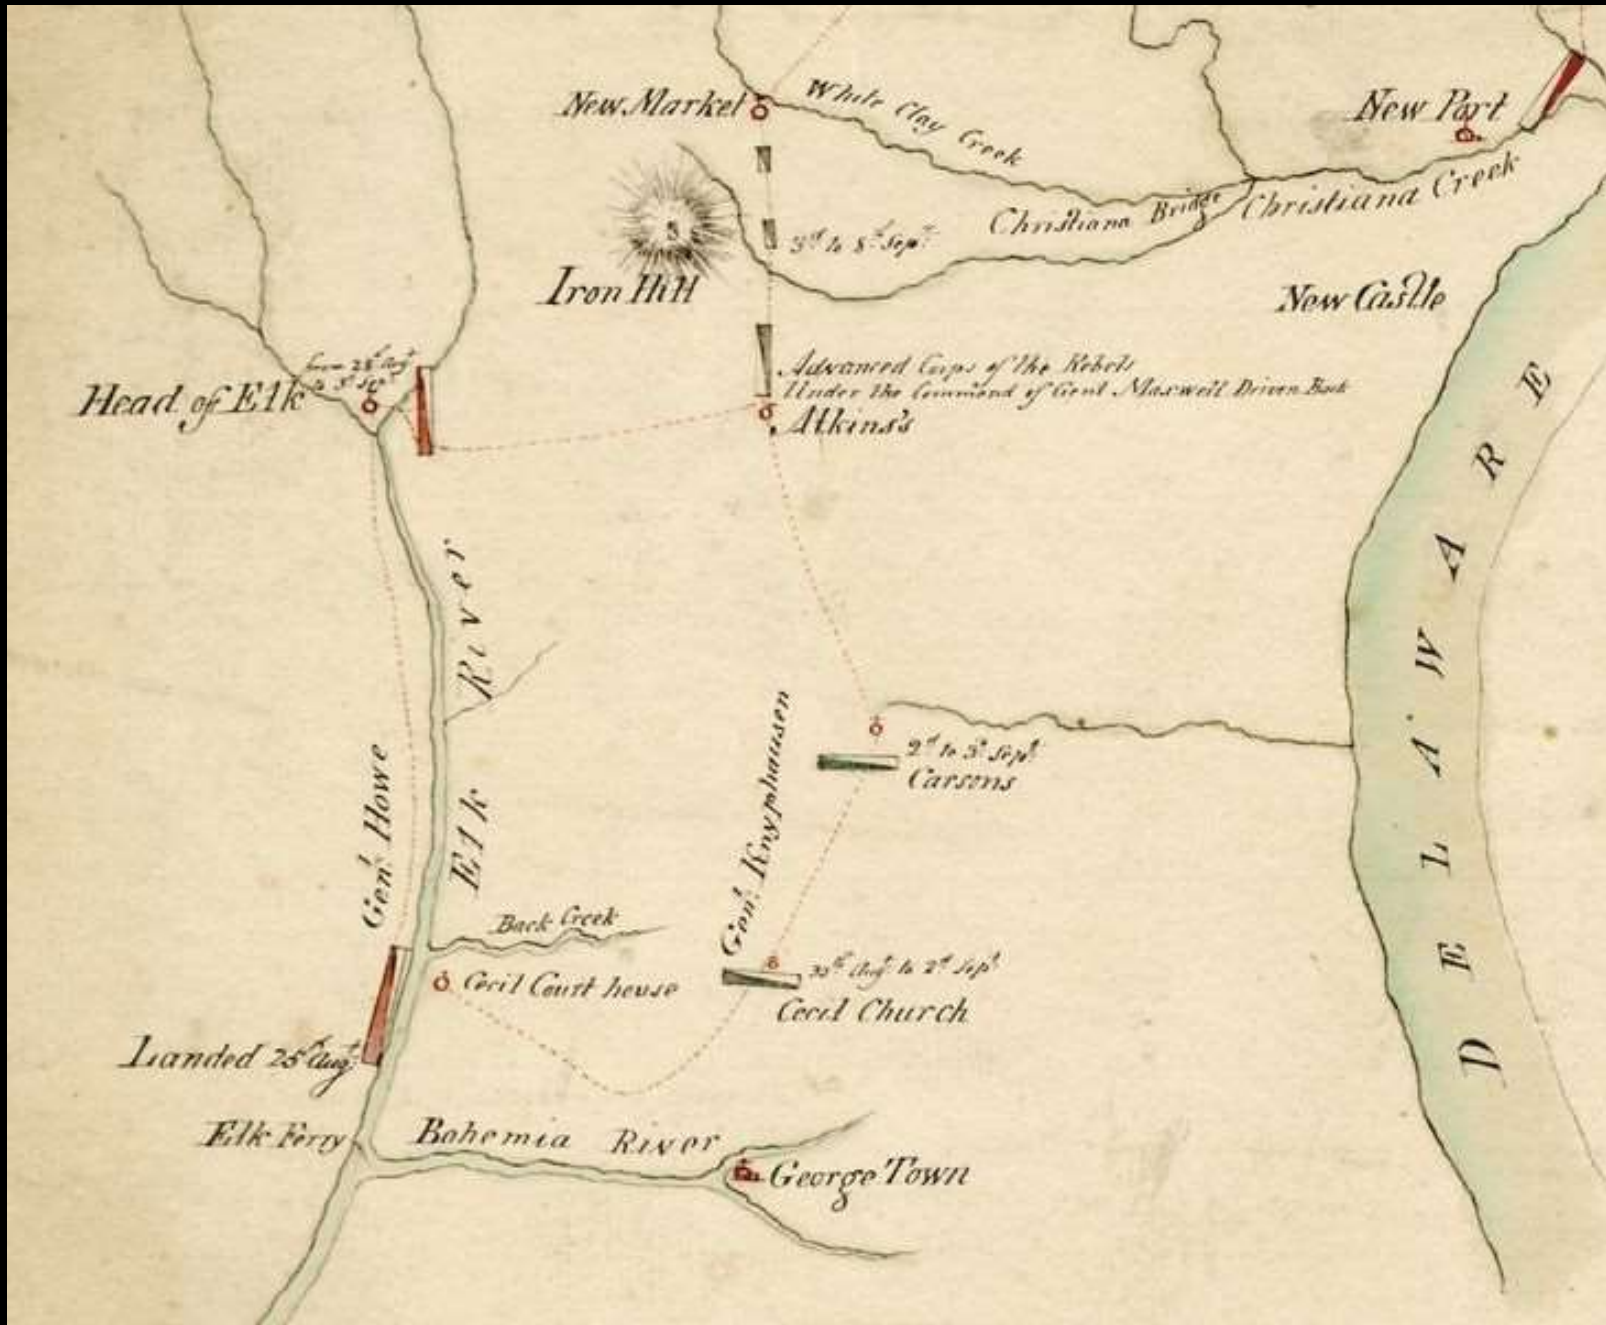 New Market
White Clay Creek
New Port
Christiana Bridge
Christiana Creek
3d to 8th Sept
Iron Hill
New Castle
from 28th Augt
to 3d Sept
Head of Elk
Advanced Corps of the Rebels
Under the Command of Genl Maxwell Driven Back
Atkins's
DELAWARE
Elk River
Genl Howe
Genl Knyphausen
2d to 3d Sept
Carsons
Back Creek
Cecil Court house
30th Augt to 2d Sept
Cecil Church
Landed 25th Augt
Elk Ferry
Bohemia River
George Town